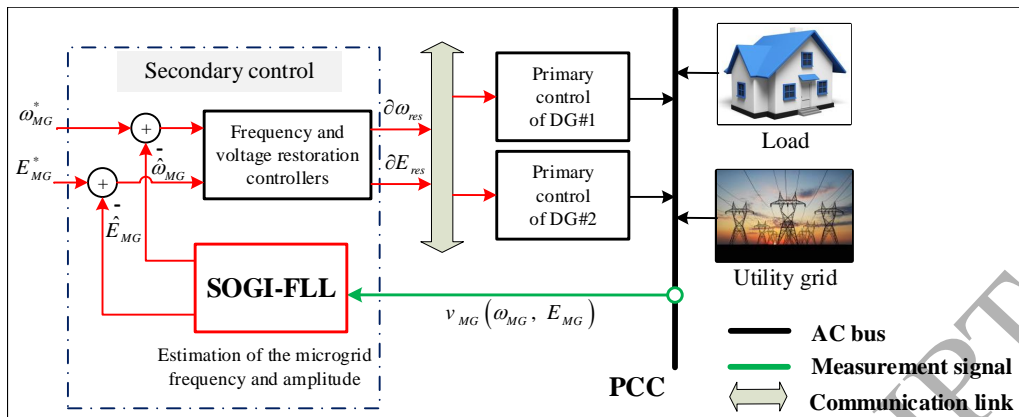 Secondary control
ω*MG
E*MG
+
-
+
-
ω̂MG
ÊMG
Frequency and
voltage restoration
controllers
∂ωres
∂Eres
Primary
control
of DG#1
Primary
control
of DG#2
Load
Utility grid
SOGI-FLL
vMG(ωMG, EMG)
Estimation of the microgrid
frequency and amplitude
PCC
AC bus
Measurement signal
Communication link
IPT